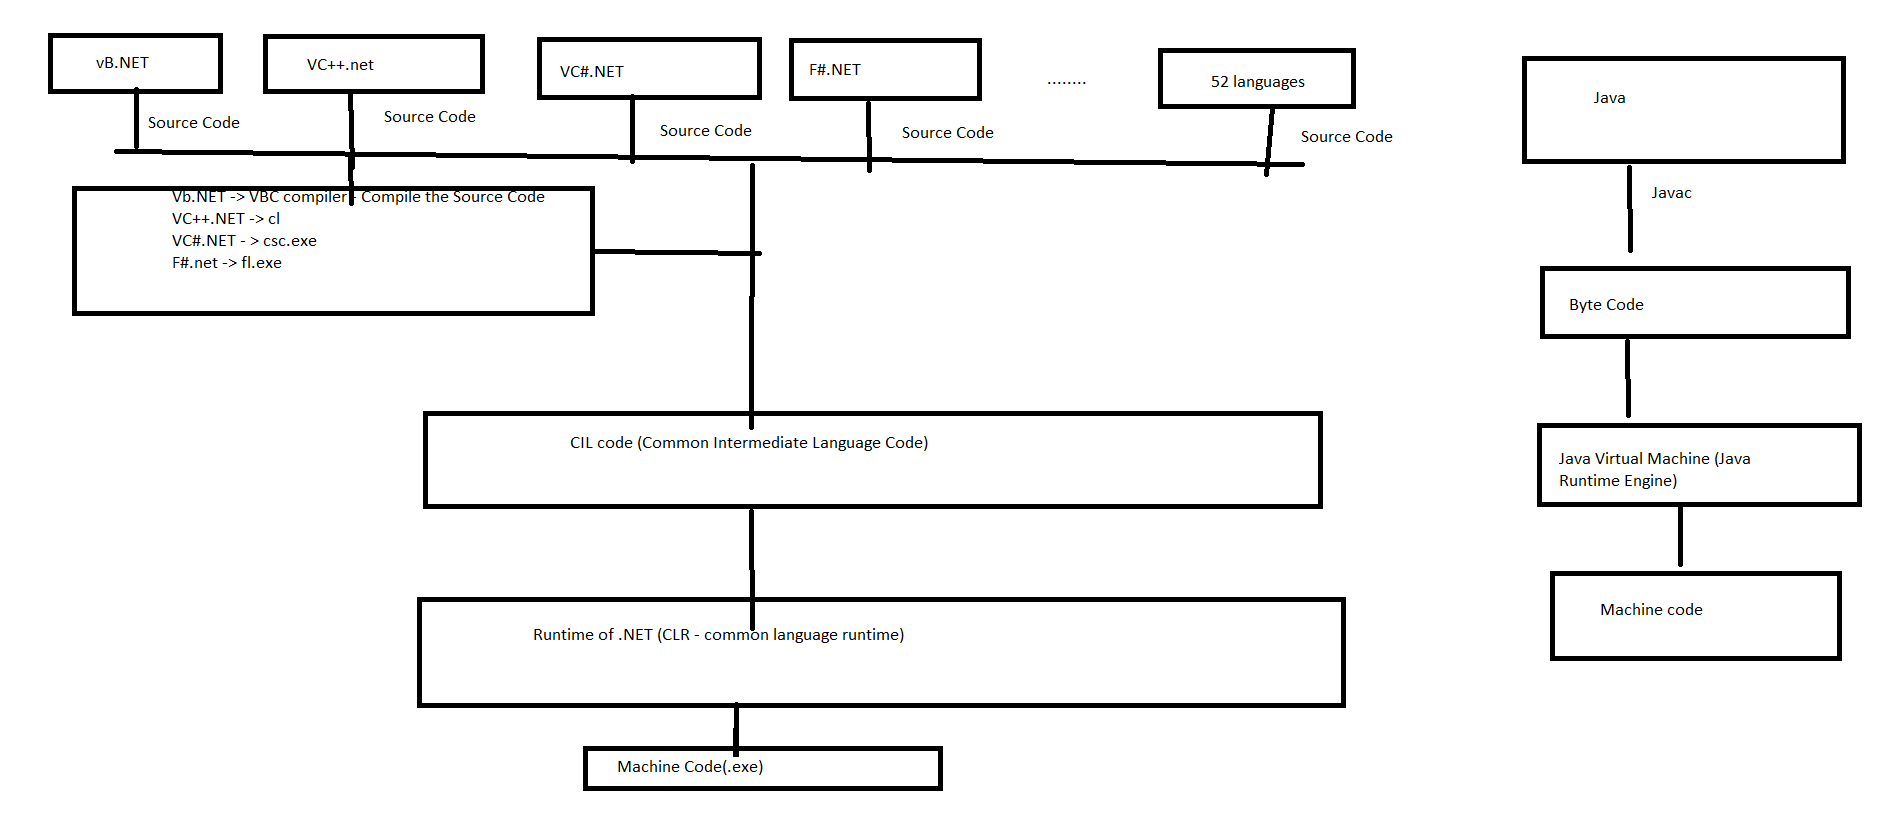 vB.NET
VC++.net
VC#.NET
F#.NET
........
52 languages
Source Code
Source Code
Source Code
Source Code
Source Code
Vb.NET -> VBC compiler - Compile the Source Code
VC++.NET -> cl
VC#.NET - > csc.exe
F#.net -> fl.exe
CIL code (Common Intermediate Language Code)
Runtime of .NET (CLR - common language runtime)
Machine Code(.exe)
Java
Javac
Byte Code
Java Virtual Machine (Java
Runtime Engine)
Machine code